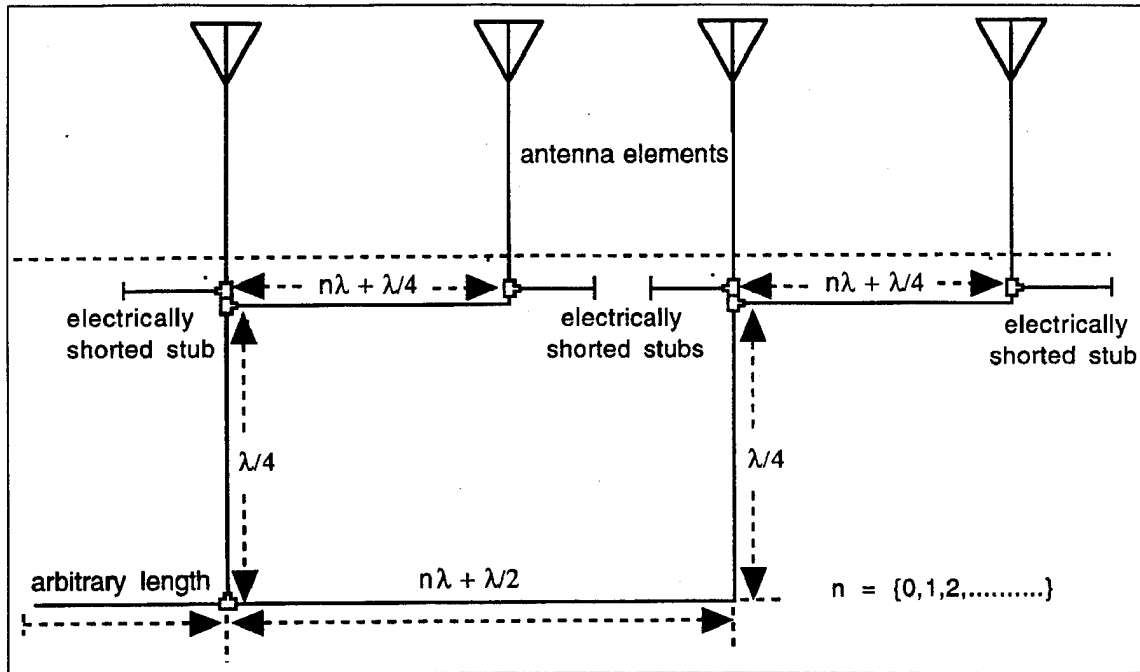 antenna elements
nλ + λ/4
nλ + λ/4
electrically
shorted stub
electrically
shorted stubs
electrically
shorted stub
λ/4
λ/4
arbitrary length
nλ + λ/2
n = {0,1,2,..........}